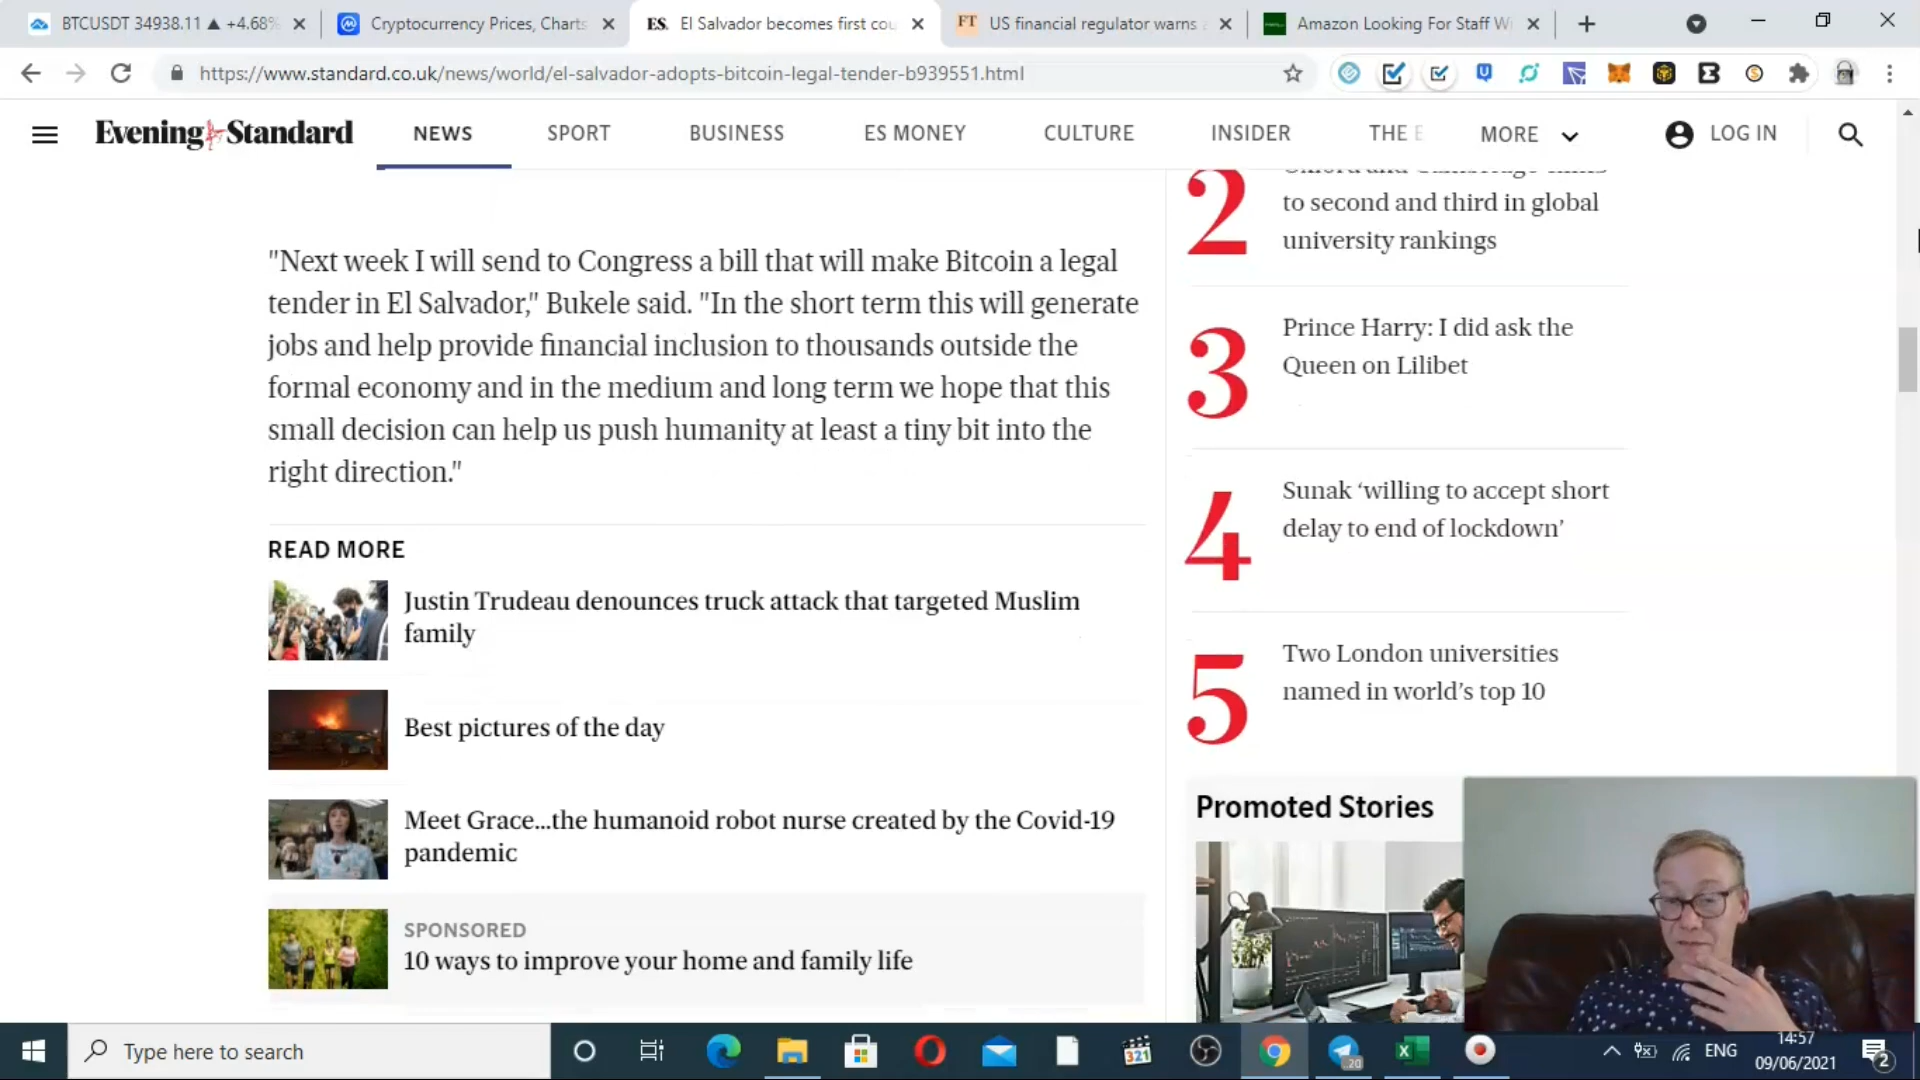 BTCUSDT 34938.11 ▲ +4.68%
Cryptocurrency Prices, Charts
ES. El Salvador becomes first cou
FT US financial regulator warns
Amazon Looking For Staff Wi
https://www.standard.co.uk/news/world/el-salvador-adopts-bitcoin-legal-tender-b939551.html
Evening Standard
NEWS
SPORT
BUSINESS
ES MONEY
CULTURE
INSIDER
THE E
MORE
LOG IN
"Next week I will send to Congress a bill that will make Bitcoin a legal
tender in El Salvador," Bukele said. "In the short term this will generate
jobs and help provide financial inclusion to thousands outside the
formal economy and in the medium and long term we hope that this
small decision can help us push humanity at least a tiny bit into the
right direction."
READ MORE
Justin Trudeau denounces truck attack that targeted Muslim
family
Best pictures of the day
Meet Grace...the humanoid robot nurse created by the Covid-19
pandemic
SPONSORED
10 ways to improve your home and family life
2
to second and third in global
university rankings
3
Prince Harry: I did ask the
Queen on Lilibet
4
Sunak ‘willing to accept short
delay to end of lockdown’
5
Two London universities
named in world’s top 10
Promoted Stories
Type here to search
321
20
ENG
14:57
09/06/2021
2